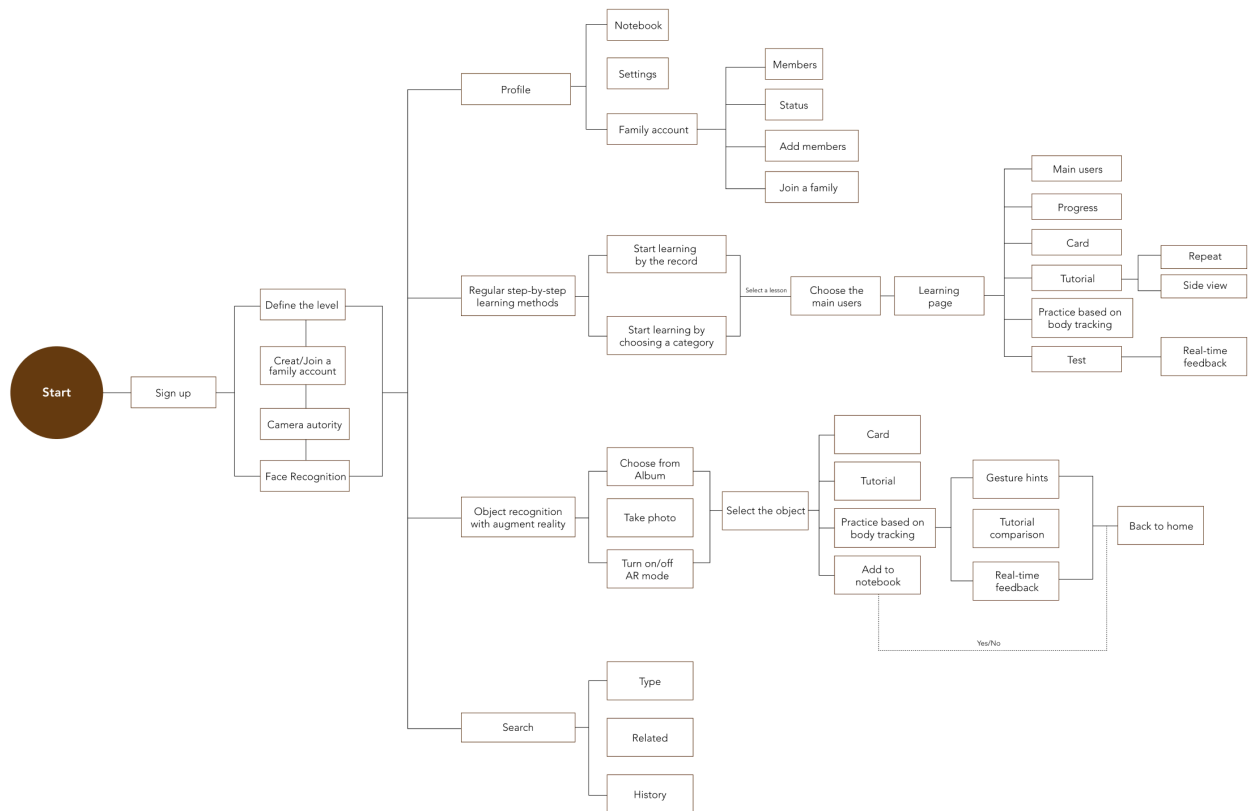 Start
Sign up
Define the level
Creat/Join a
family account
Camera autority
Face Recognition
Profile
Notebook
Settings
Family account
Members
Status
Add members
Join a family
Regular step-by-step
learning methods
Start learning
by the record
Start learning by
choosing a category
Select a lesson
Choose the
main users
Learning
page
Main users
Progress
Card
Tutorial
Repeat
Side view
Practice based on
body tracking
Test
Real-time
feedback
Object recognition
with augment reality
Choose from
Album
Take photo
Turn on/off
AR mode
Select the object
Card
Tutorial
Practice based on
body tracking
Add to
notebook
Gesture hints
Tutorial
comparison
Real-time
feedback
Back to home
Yes/No
Search
Type
Related
History